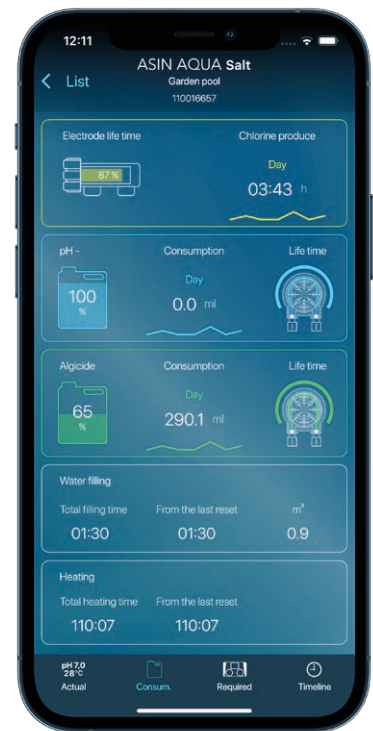 12:11
ASIN AQUA Salt
List
Garden pool
110016657
Electrode life time
Chlorine produce
87 %
Day
03:43 h
pH -
Consumption
Life time
100
%
Day
0.0 ml
Algicide
Consumption
Life time
65
%
Day
290.1 ml
Water filling
Total filling time
From the last reset
m³
01:30
01:30
0.9
Heating
Total heating time
From the last reset
110:07
110:07
pH 7,0
28°C
Actual
Consum.
Required
Timeline